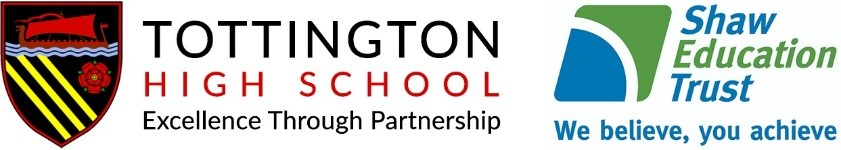 TOTTINGTON
HIGH SCHOOL
Excellence Through Partnership
Shaw
Education
Trust
We believe, you achieve